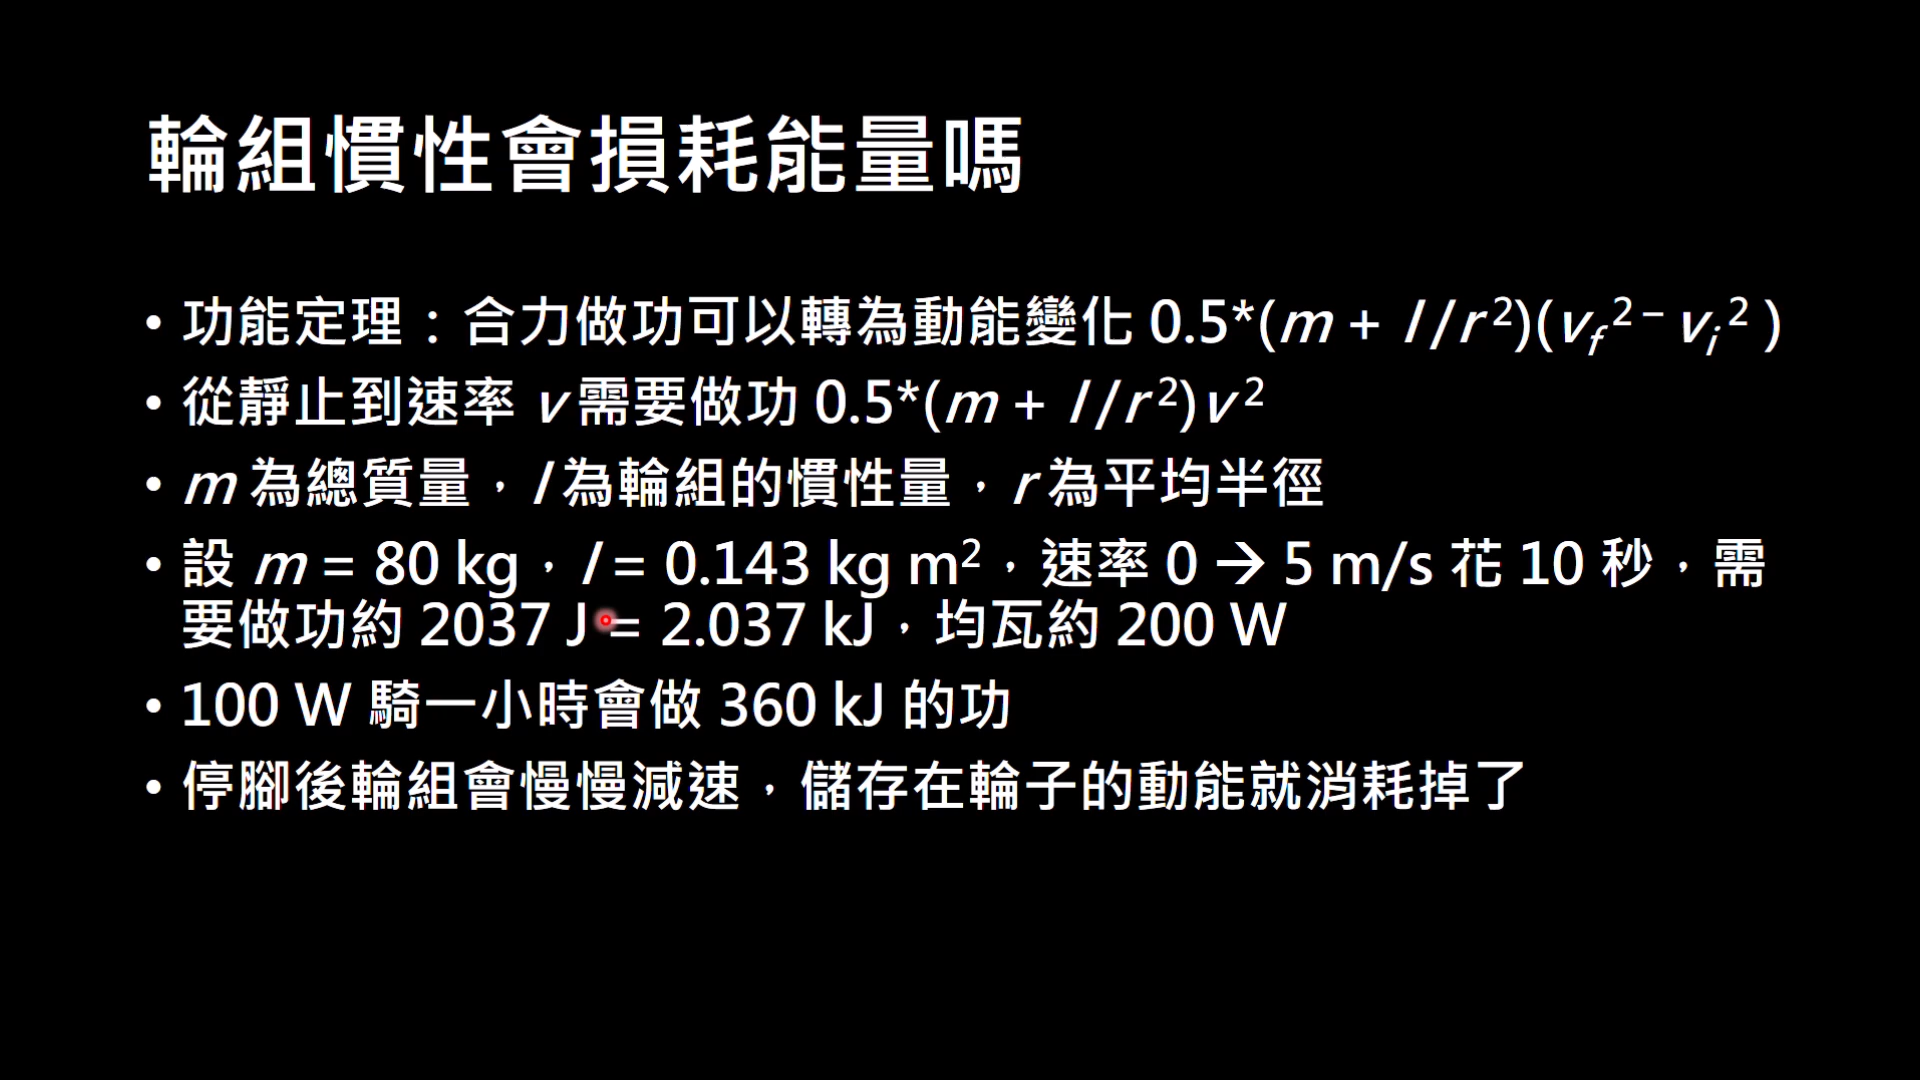 輪組慣性會損耗能量嗎
• 功能定理：合力做功可以轉為動能變化 0.5*(m + I/r²)(v_f² − v_i²)
• 從靜止到速率 v 需要做功 0.5*(m + I/r²)v²
• m 為總質量，I 為輪組的慣性量，r 為平均半徑
• 設 m = 80 kg，I = 0.143 kg m²，速率 0 → 5 m/s 花 10 秒，需
要做功約 2037 J = 2.037 kJ，均瓦約 200 W
• 100 W 騎一小時會做 360 kJ 的功
• 停腳後輪組會慢慢減速，儲存在輪子的動能就消耗掉了